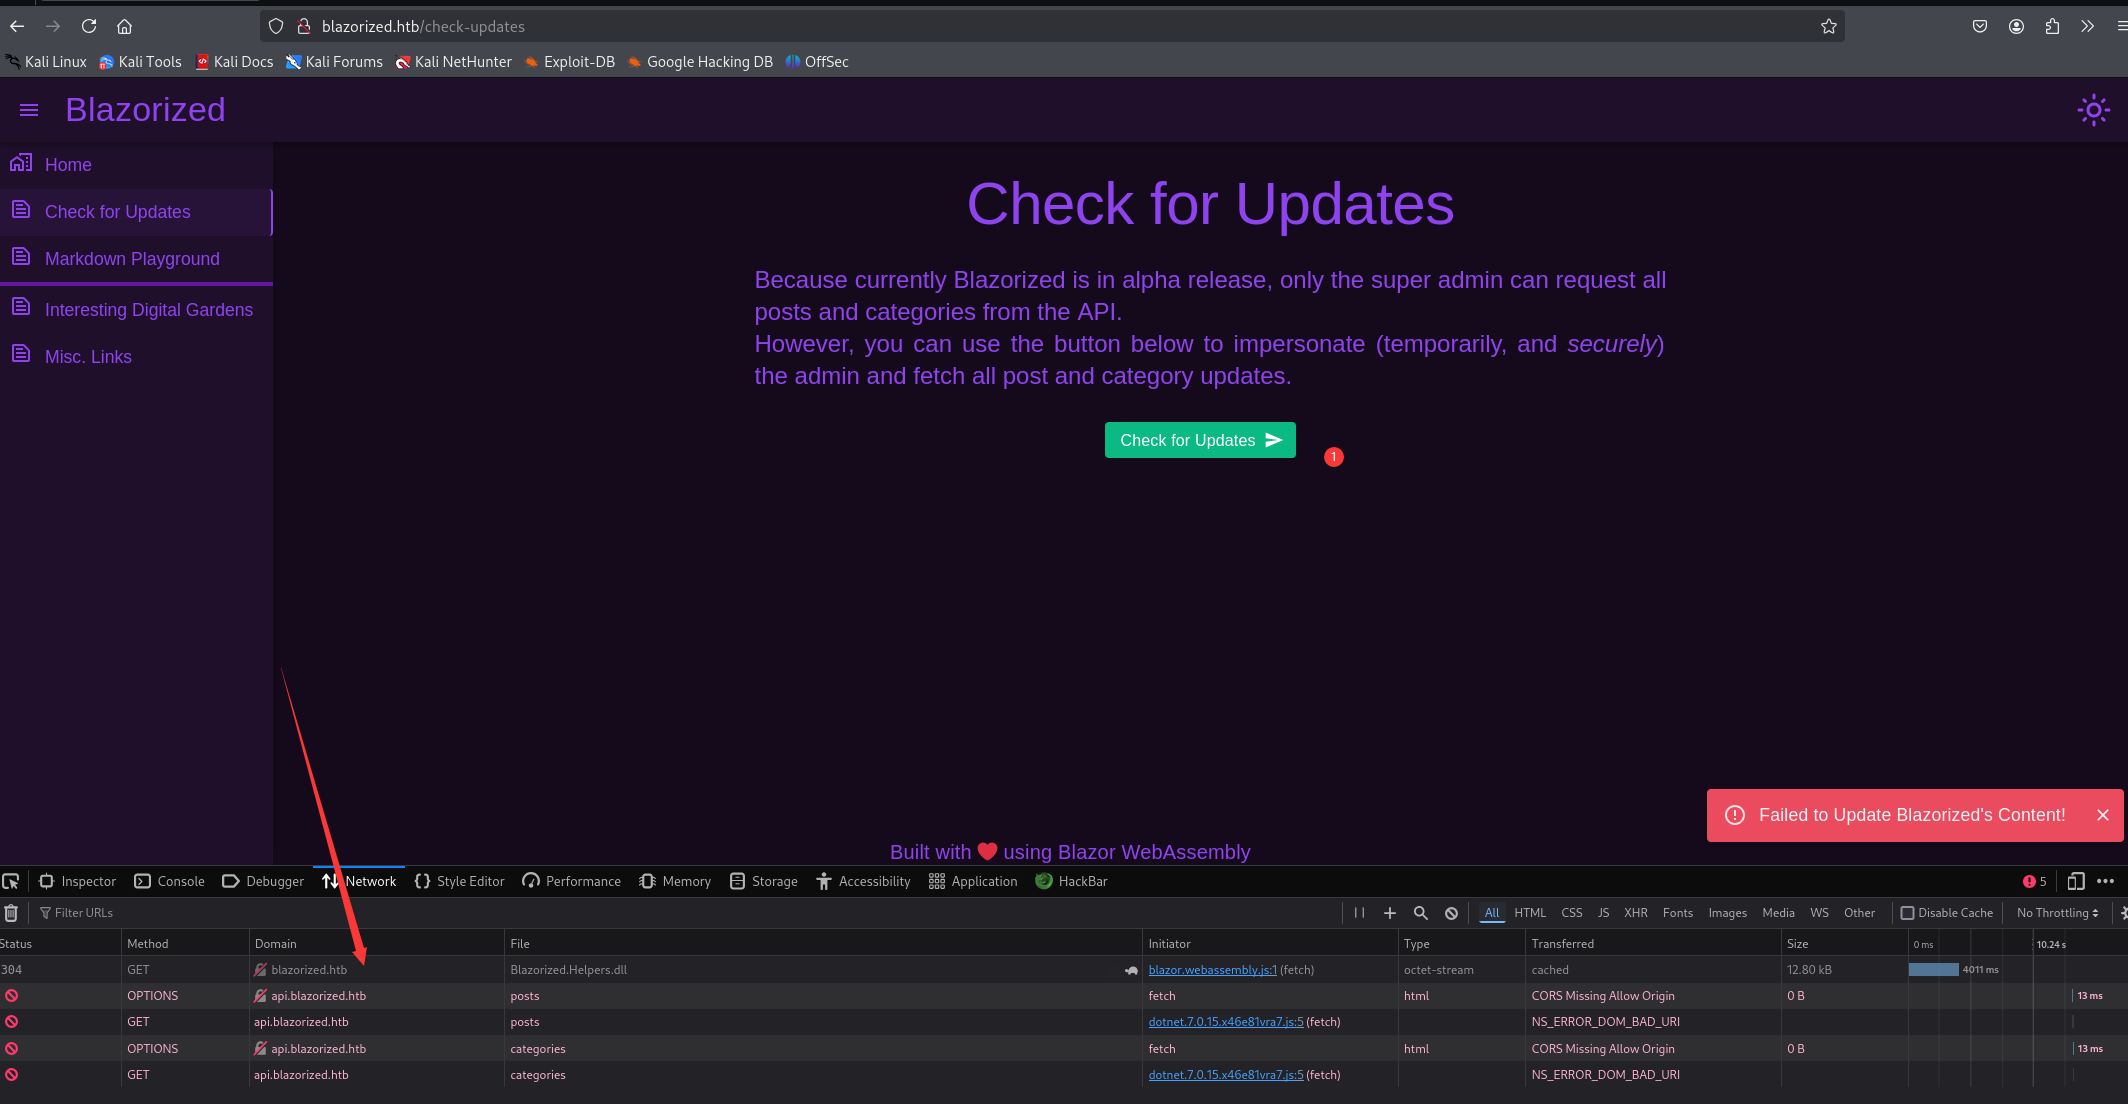 blazorized.htb/check-updates
Kali Linux Kali Tools Kali Docs Kali Forums Kali NetHunter Exploit-DB Google Hacking DB OffSec
Blazorized
Home
Check for Updates
Markdown Playground
Interesting Digital Gardens
Misc. Links
Check for Updates
Because currently Blazorized is in alpha release, only the super admin can request all
posts and categories from the API.
However, you can use the button below to impersonate (temporarily, and securely)
the admin and fetch all post and category updates.
Check for Updates
1
Failed to Update Blazorized's Content!
Built with ❤ using Blazor WebAssembly
Inspector Console Debugger Network Style Editor Performance Memory Storage Accessibility Application HackBar 5
Filter URLs All HTML CSS JS XHR Fonts Images Media WS Other Disable Cache No Throttling
Status Method Domain File Initiator Type Transferred Size 0 ms 10.24 s
304 GET blazorized.htb Blazorized.Helpers.dll blazor.webassembly.js:1 (fetch) octet-stream cached 12.80 kB 4011 ms
OPTIONS api.blazorized.htb posts fetch html CORS Missing Allow Origin 0 B 13 ms
GET api.blazorized.htb posts dotnet.7.0.15.x46e81vra7.js:5 (fetch) NS_ERROR_DOM_BAD_URI
OPTIONS api.blazorized.htb categories fetch html CORS Missing Allow Origin 0 B 13 ms
GET api.blazorized.htb categories dotnet.7.0.15.x46e81vra7.js:5 (fetch) NS_ERROR_DOM_BAD_URI